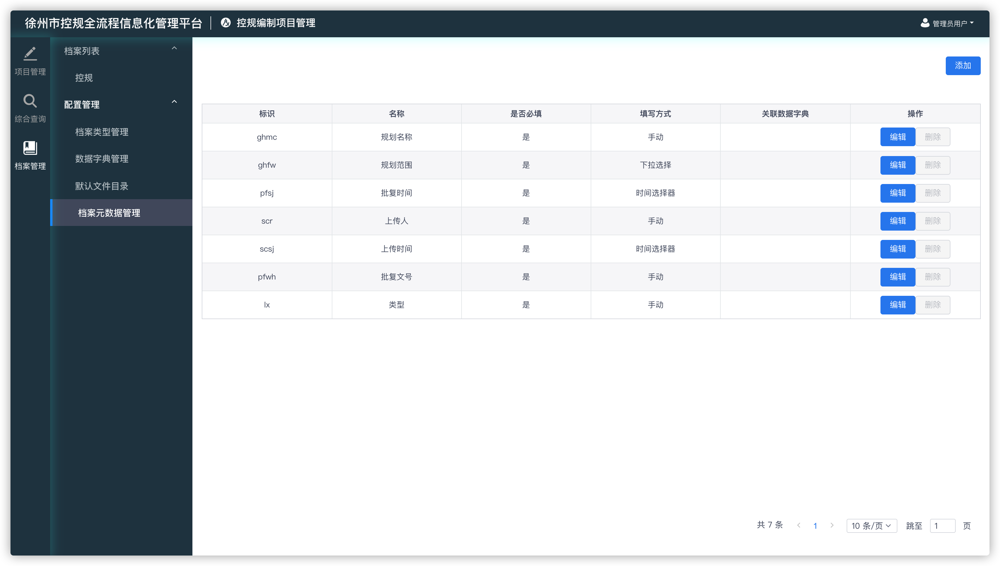 徐州市控规全流程信息化管理平台 控规编制项目管理 管理员用户
项目管理
综合查询
档案管理
档案列表
控规
配置管理
档案类型管理
数据字典管理
默认文件目录
档案元数据管理
添加
标识 名称 是否必填 填写方式 关联数据字典 操作
ghmc 规划名称 是 手动 编辑 删除
ghfw 规划范围 是 下拉选择 编辑 删除
pfsj 批复时间 是 时间选择器 编辑 删除
scr 上传人 是 手动 编辑 删除
scsj 上传时间 是 时间选择器 编辑 删除
pfwh 批复文号 是 手动 编辑 删除
lx 类型 是 手动 编辑 删除
共 7 条 1 10 条/页 跳至 1 页